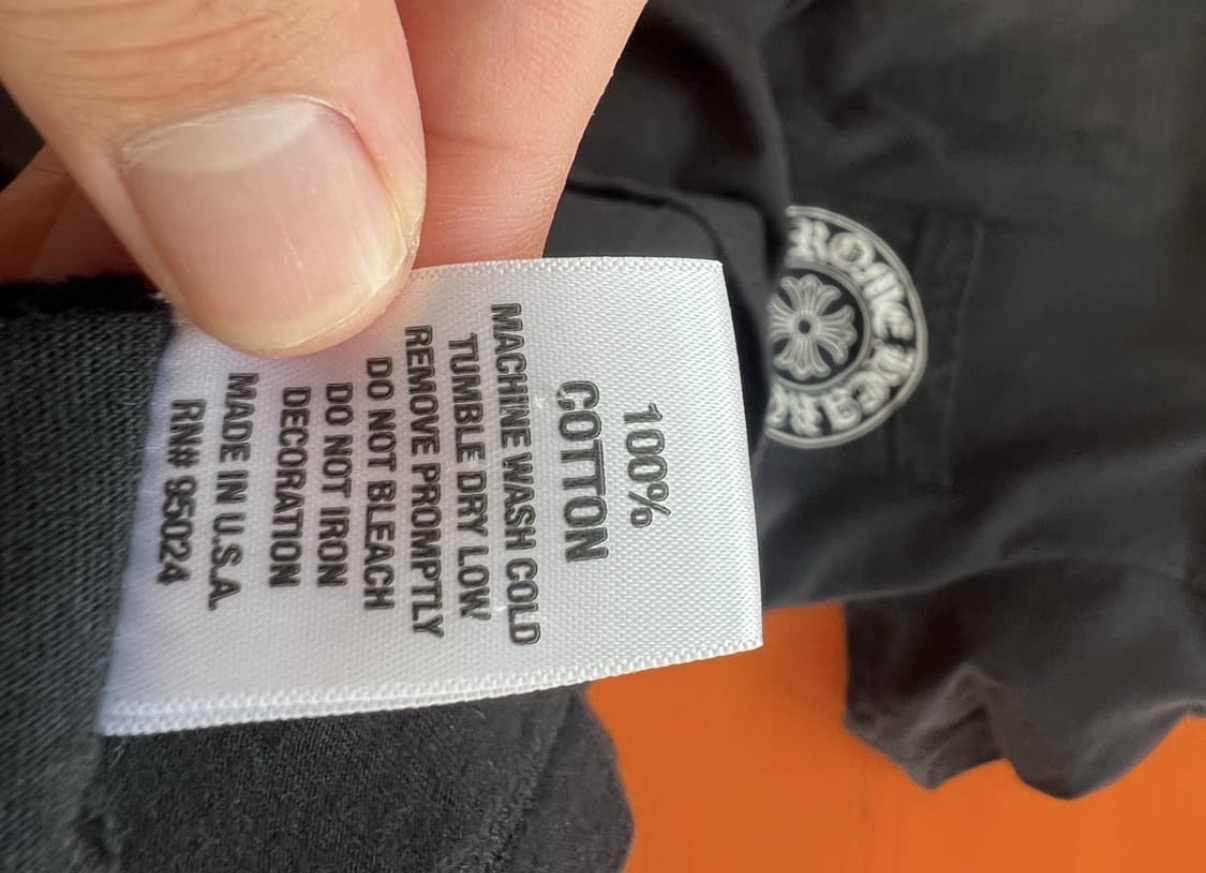 100%
COTTON
MACHINE WASH COLD
TUMBLE DRY LOW
REMOVE PROMPTLY
DO NOT BLEACH
DO NOT IRON
DECORATION
MADE IN U.S.A.
RN# 95024